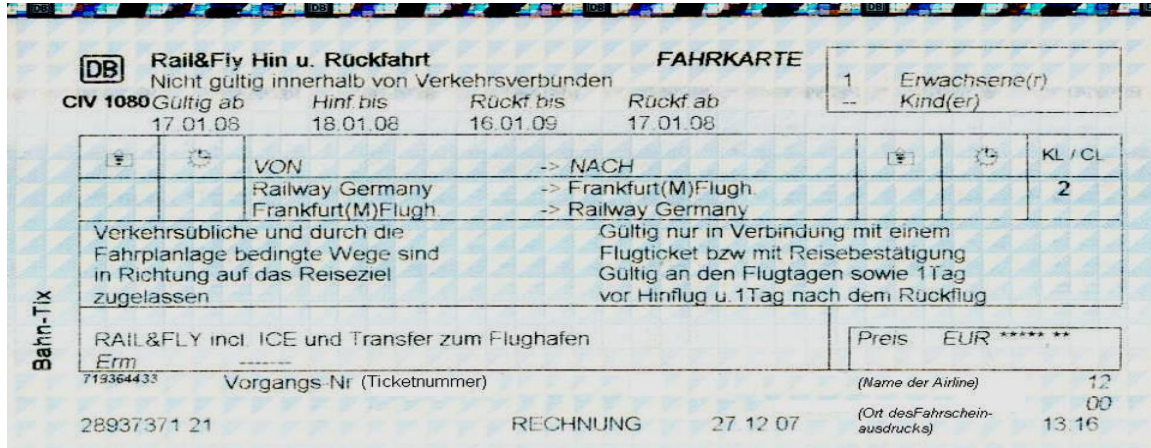 DB Rail&Fly Hin u. Rückfahrt FAHRKARTE
Nicht gültig innerhalb von Verkehrsverbunden
1 Erwachsene(r)
-- Kind(er)
CIV 1080 Gültig ab Hinf. bis Rückf. bis Rückf. ab
17.01.08 18.01.08 16.01.09 17.01.08
VON -> NACH KL / CL
Railway Germany -> Frankfurt(M)Flugh. 2
Frankfurt(M)Flugh. -> Railway Germany
Verkehrsübliche und durch die
Fahrplanlage bedingte Wege sind
in Richtung auf das Reiseziel
zugelassen
Gültig nur in Verbindung mit einem
Flugticket bzw mit Reisebestätigung
Gültig an den Flugtagen sowie 1Tag
vor Hinflug u. 1Tag nach dem Rückflug
Bahn-Tix
RAIL&FLY incl. ICE und Transfer zum Flughafen
Erm -------
Preis EUR ***** **
719364433 Vorgangs-Nr (Ticketnummer) (Name der Airline) 12
00
28937371 21 RECHNUNG 27 12 07 (Ort desFahrschein-
ausdrucks) 13.16